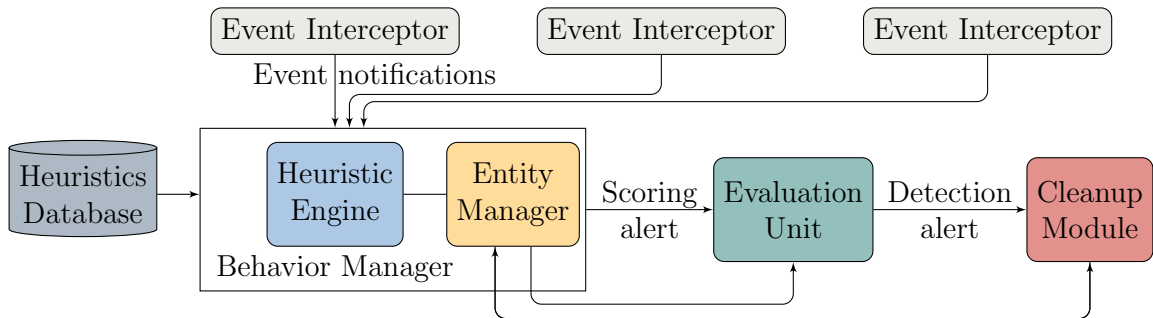 Event Interceptor
Event Interceptor
Event Interceptor
Event notifications
Heuristics
Database
Heuristic
Engine
Entity
Manager
Behavior Manager
Scoring
alert
Evaluation
Unit
Detection
alert
Cleanup
Module